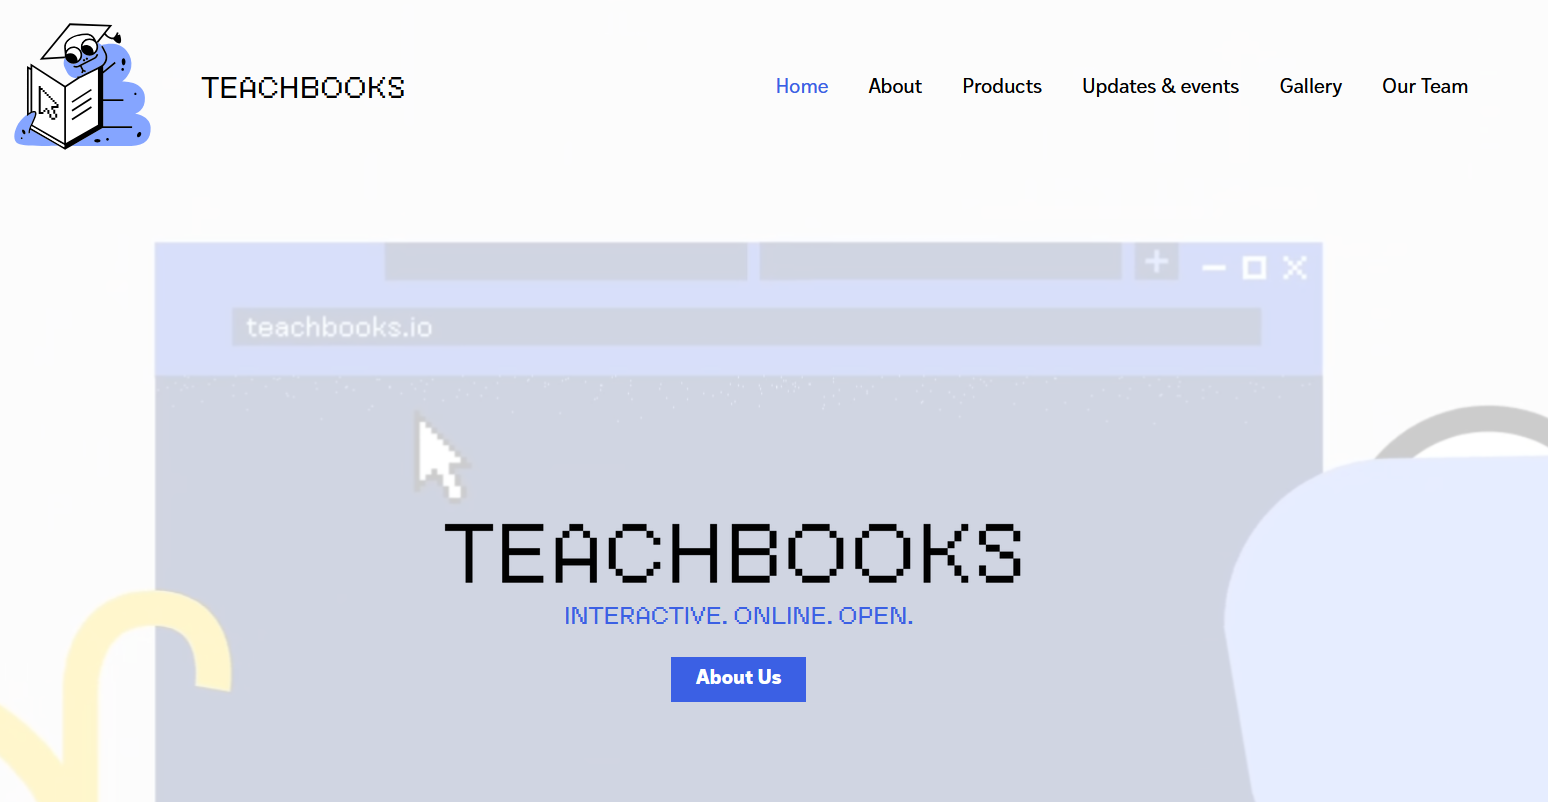 TEACHBOOKS
Home About Products Updates & events Gallery Our Team
teachbooks.io
TEACHBOOKS
INTERACTIVE. ONLINE. OPEN.
About Us